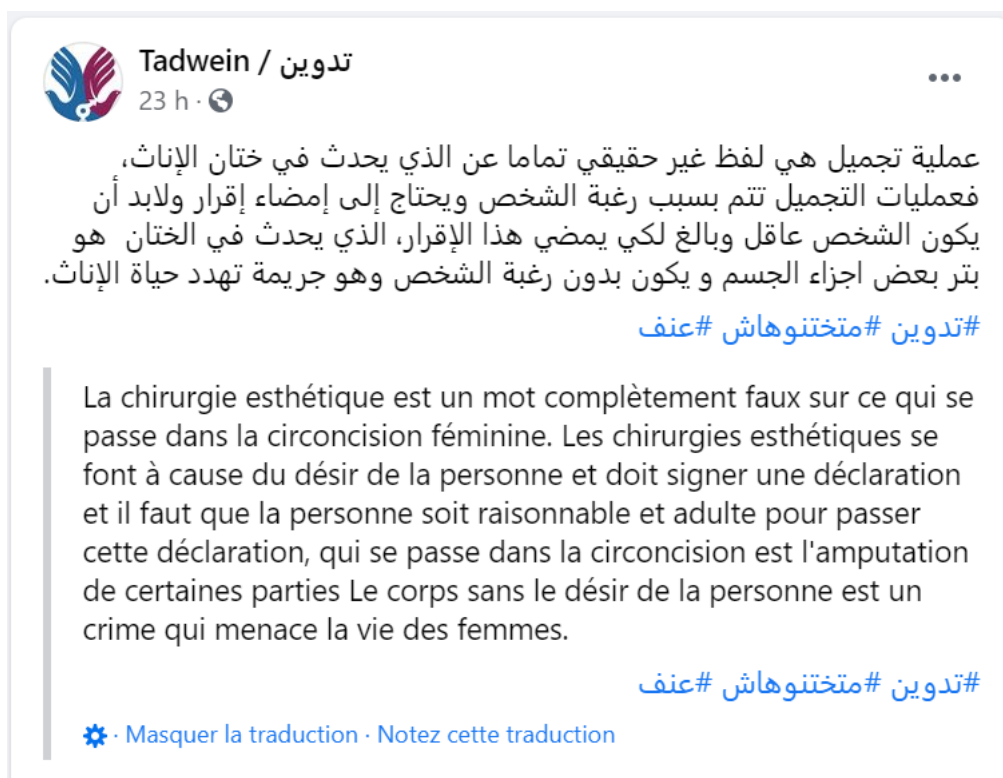 Tadwein / تدوين
23 h ·
عملية تجميل هي لفظ غير حقيقي تماما عن الذي يحدث في ختان الإناث،
فعمليات التجميل تتم بسبب رغبة الشخص ويحتاج إلى إمضاء إقرار ولابد أن
يكون الشخص عاقل وبالغ لكي يمضي هذا الإقرار، الذي يحدث في الختان هو
بتر بعض اجزاء الجسم و يكون بدون رغبة الشخص وهو جريمة تهدد حياة الإناث.
#تدوين #متختنوهاش #عنف
La chirurgie esthétique est un mot complètement faux sur ce qui se
passe dans la circoncision féminine. Les chirurgies esthétiques se
font à cause du désir de la personne et doit signer une déclaration
et il faut que la personne soit raisonnable et adulte pour passer
cette déclaration, qui se passe dans la circoncision est l'amputation
de certaines parties Le corps sans le désir de la personne est un
crime qui menace la vie des femmes.
#تدوين #متختنوهاش #عنف
· Masquer la traduction · Notez cette traduction